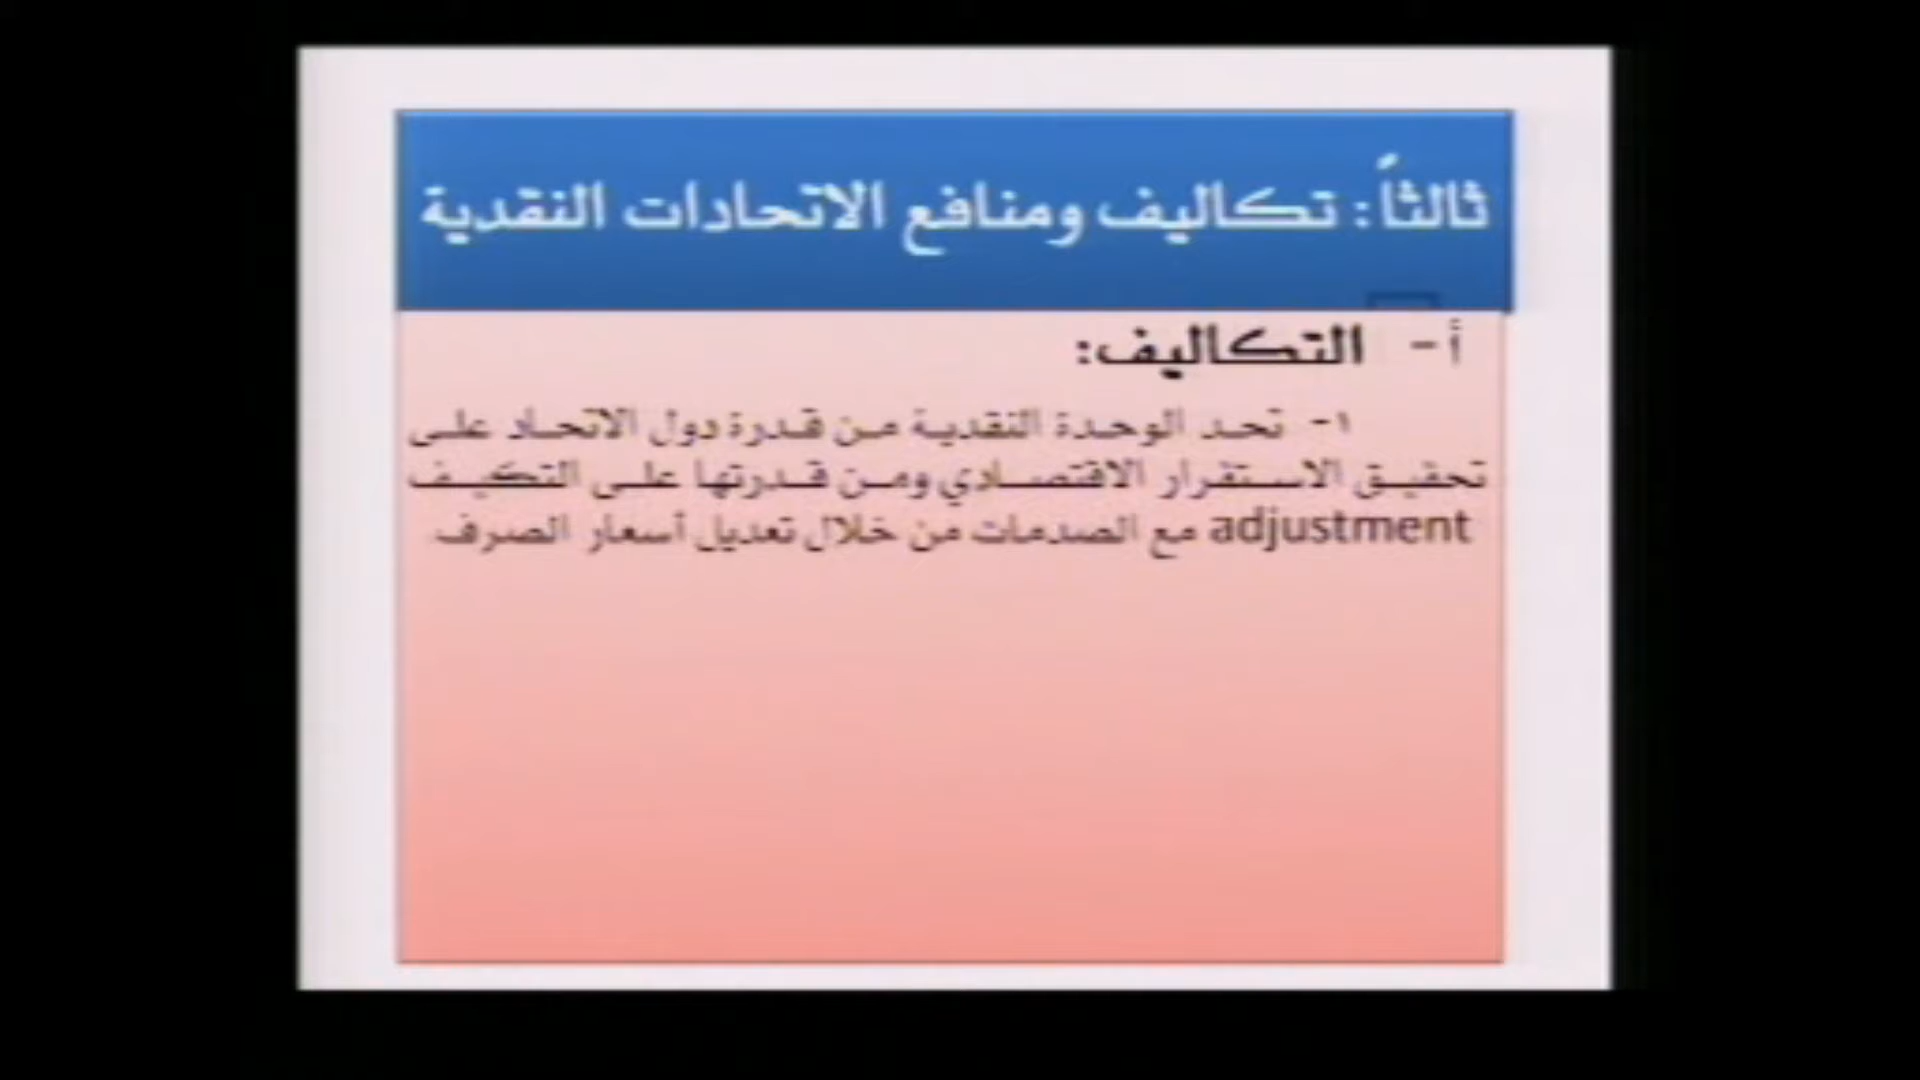 ثالثاً: تكاليف ومنافع الاتحادات النقدية
أ- التكاليف:
١- تحد الوحدة النقدية من قدرة دول الاتحاد على
تحقيق الاستقرار الاقتصادي ومن قدرتها على التكيف
adjustment مع الصدمات من خلال تعديل أسعار الصرف